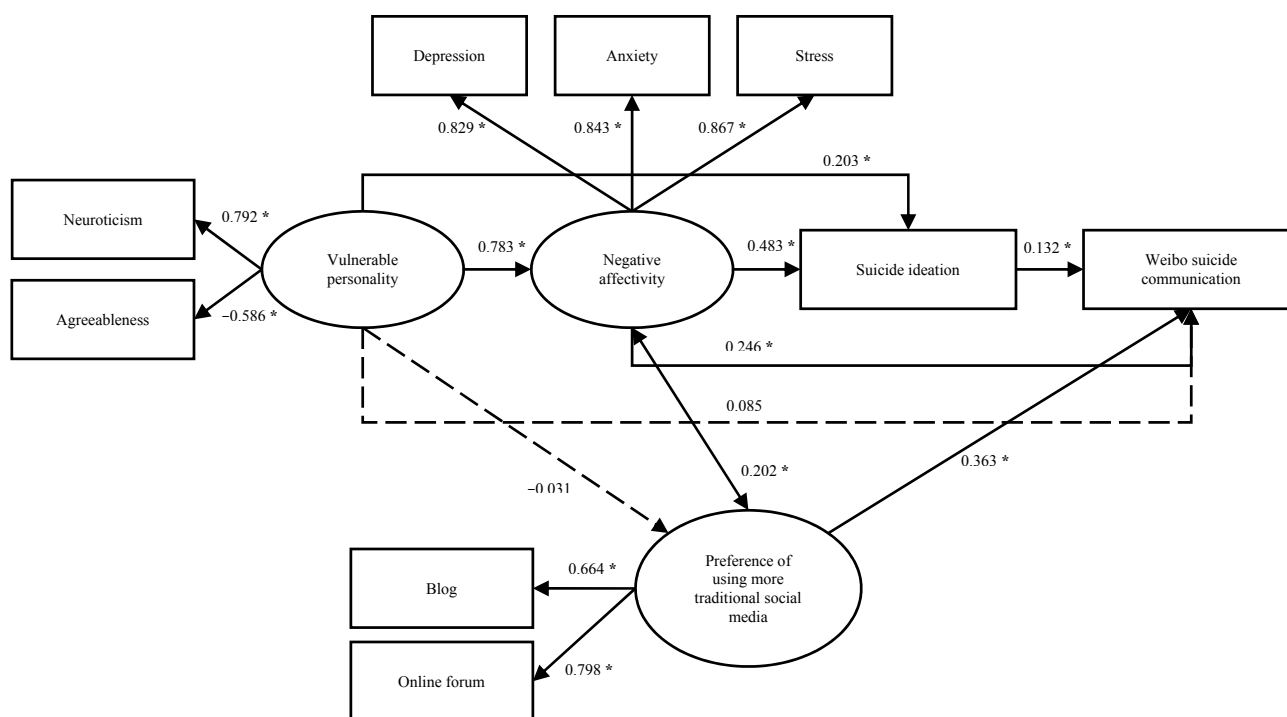 Depression
Anxiety
Stress
0.829 *
0.843 *
0.867 *
0.203 *
Neuroticism
0.792 *
Agreeableness
−0.586 *
Vulnerable
personality
0.783 *
Negative
affectivity
0.483 *
Suicide ideation
0.132 *
Weibo suicide
communication
0.246 *
0.085
0.202 *
0.363 *
−0.031
Preference of
using more
traditional social
media
Blog
0.664 *
Online forum
0.798 *